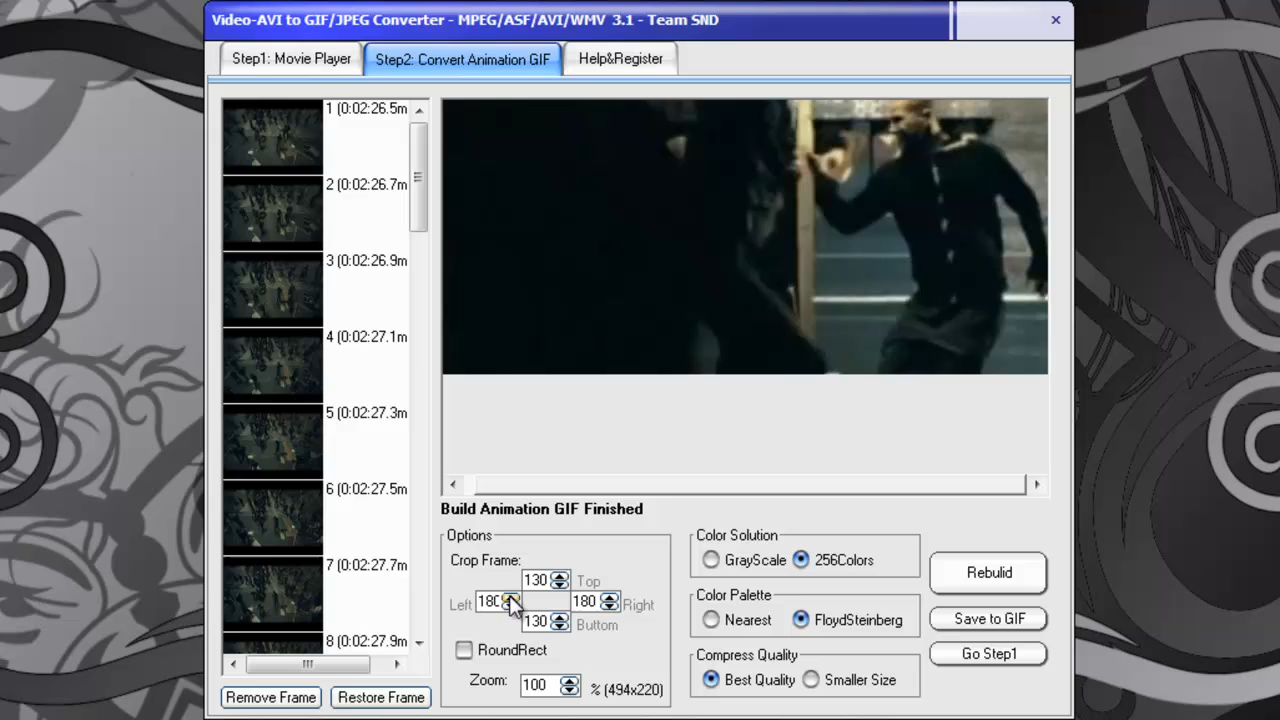 Video-AVI to GIF/JPEG Converter - MPEG/ASF/AVI/WMV 3.1 - Team SND
Step1: Movie Player
Step2: Convert Animation GIF
Help&Register
1 (0:02:26.5m
2 (0:02:26.7m
3 (0:02:26.9m
4 (0:02:27.1m
5 (0:02:27.3m
6 (0:02:27.5m
7 (0:02:27.7m
8 (0:02:27.9m
Remove Frame
Restore Frame
Build Animation GIF Finished
Options
Crop Frame:
130 Top
Left 180 180 Right
130 Buttom
RoundRect
Zoom: 100 % (494x220)
Color Solution
GrayScale 256Colors
Color Palette
Nearest FloydSteinberg
Compress Quality
Best Quality Smaller Size
Rebulid
Save to GIF
Go Step1